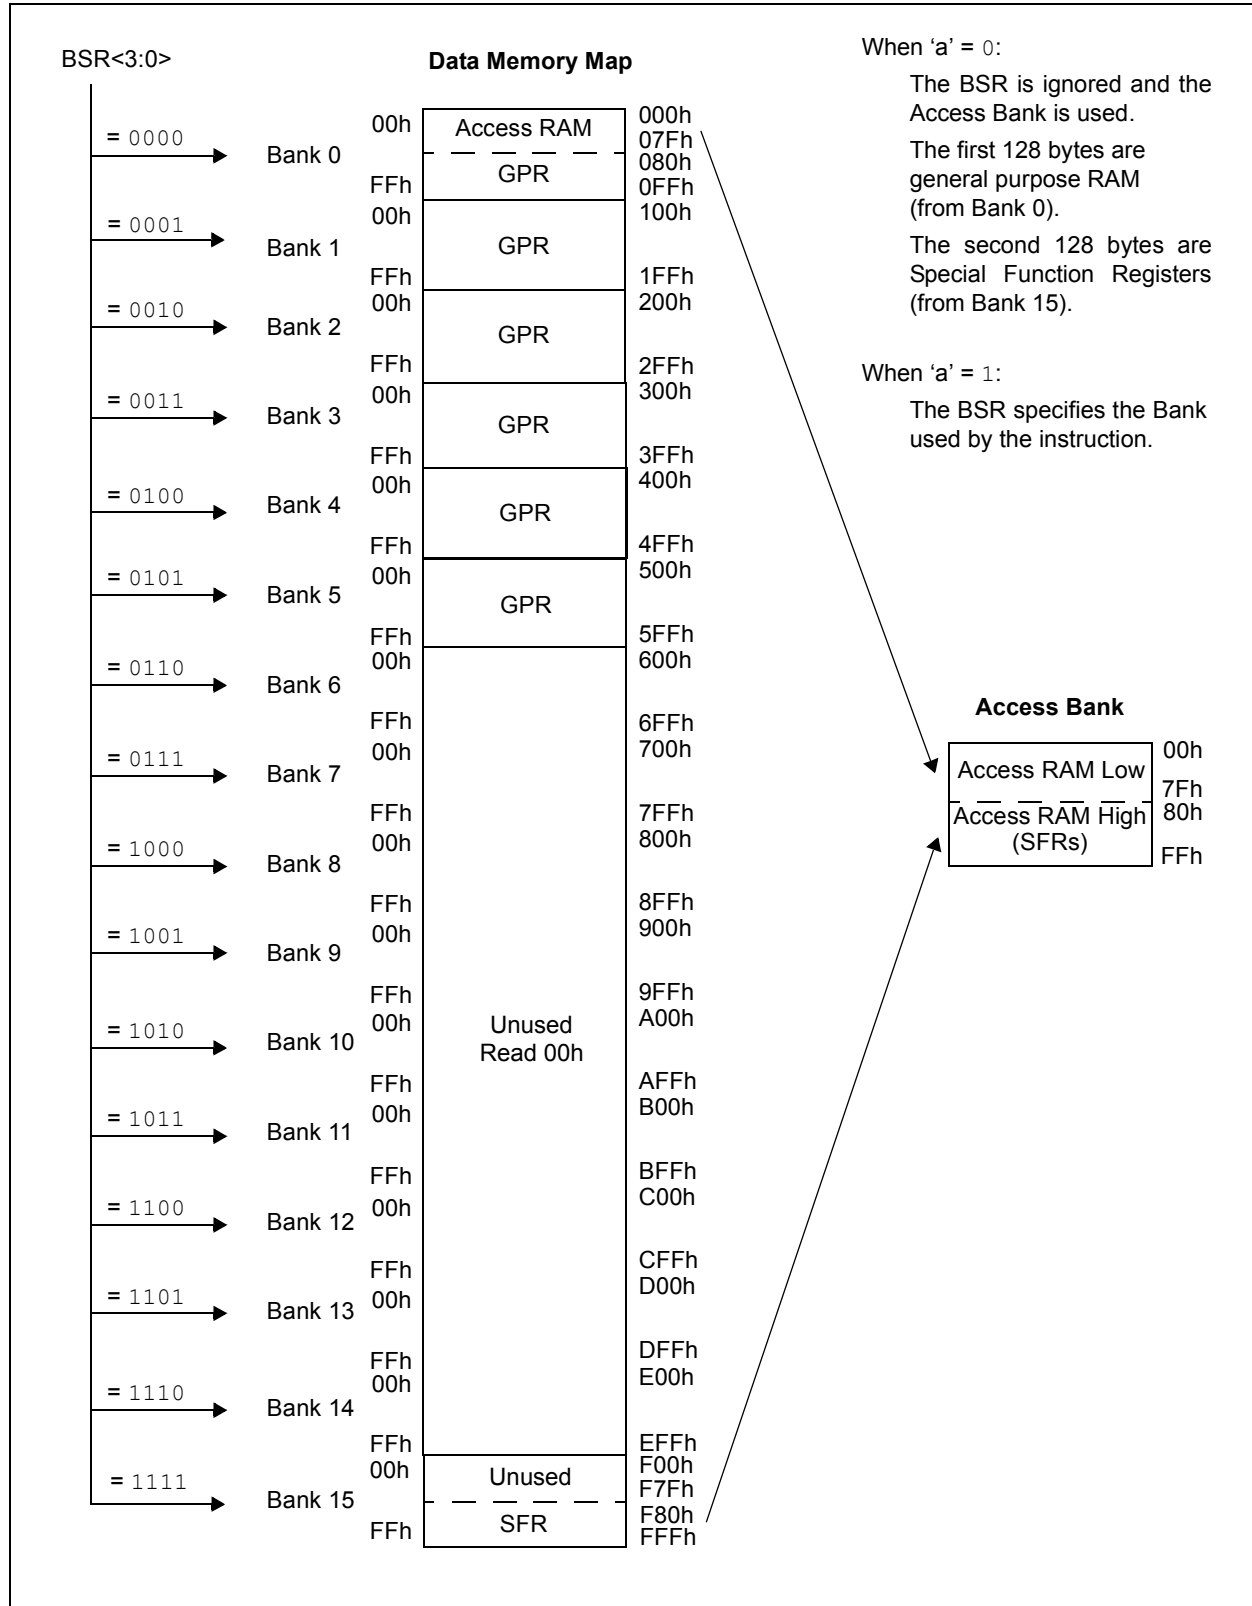 BSR<3:0>
Data Memory Map
When ‘a’ = 0:
The BSR is ignored and the
Access Bank is used.
The first 128 bytes are
general purpose RAM
(from Bank 0).
The second 128 bytes are
Special Function Registers
(from Bank 15).
When ‘a’ = 1:
The BSR specifies the Bank
used by the instruction.
= 0000
Bank 0
00h
Access RAM
000h
07Fh
080h
GPR
FFh
0FFh
= 0001
Bank 1
00h
GPR
100h
FFh
1FFh
= 0010
Bank 2
00h
GPR
200h
FFh
2FFh
= 0011
Bank 3
00h
GPR
300h
FFh
3FFh
= 0100
Bank 4
00h
GPR
400h
FFh
4FFh
= 0101
Bank 5
00h
GPR
500h
FFh
5FFh
= 0110
Bank 6
00h
600h
FFh
6FFh
= 0111
Bank 7
00h
700h
FFh
7FFh
= 1000
Bank 8
00h
800h
FFh
8FFh
= 1001
Bank 9
00h
900h
FFh
9FFh
= 1010
Bank 10
00h
Unused
Read 00h
A00h
FFh
AFFh
= 1011
Bank 11
00h
B00h
FFh
BFFh
= 1100
Bank 12
00h
C00h
FFh
CFFh
= 1101
Bank 13
00h
D00h
FFh
DFFh
= 1110
Bank 14
00h
E00h
FFh
EFFh
= 1111
Bank 15
00h
Unused
F00h
F7Fh
F80h
SFR
FFh
FFFh
Access Bank
Access RAM Low
00h
7Fh
Access RAM High
(SFRs)
80h
FFh